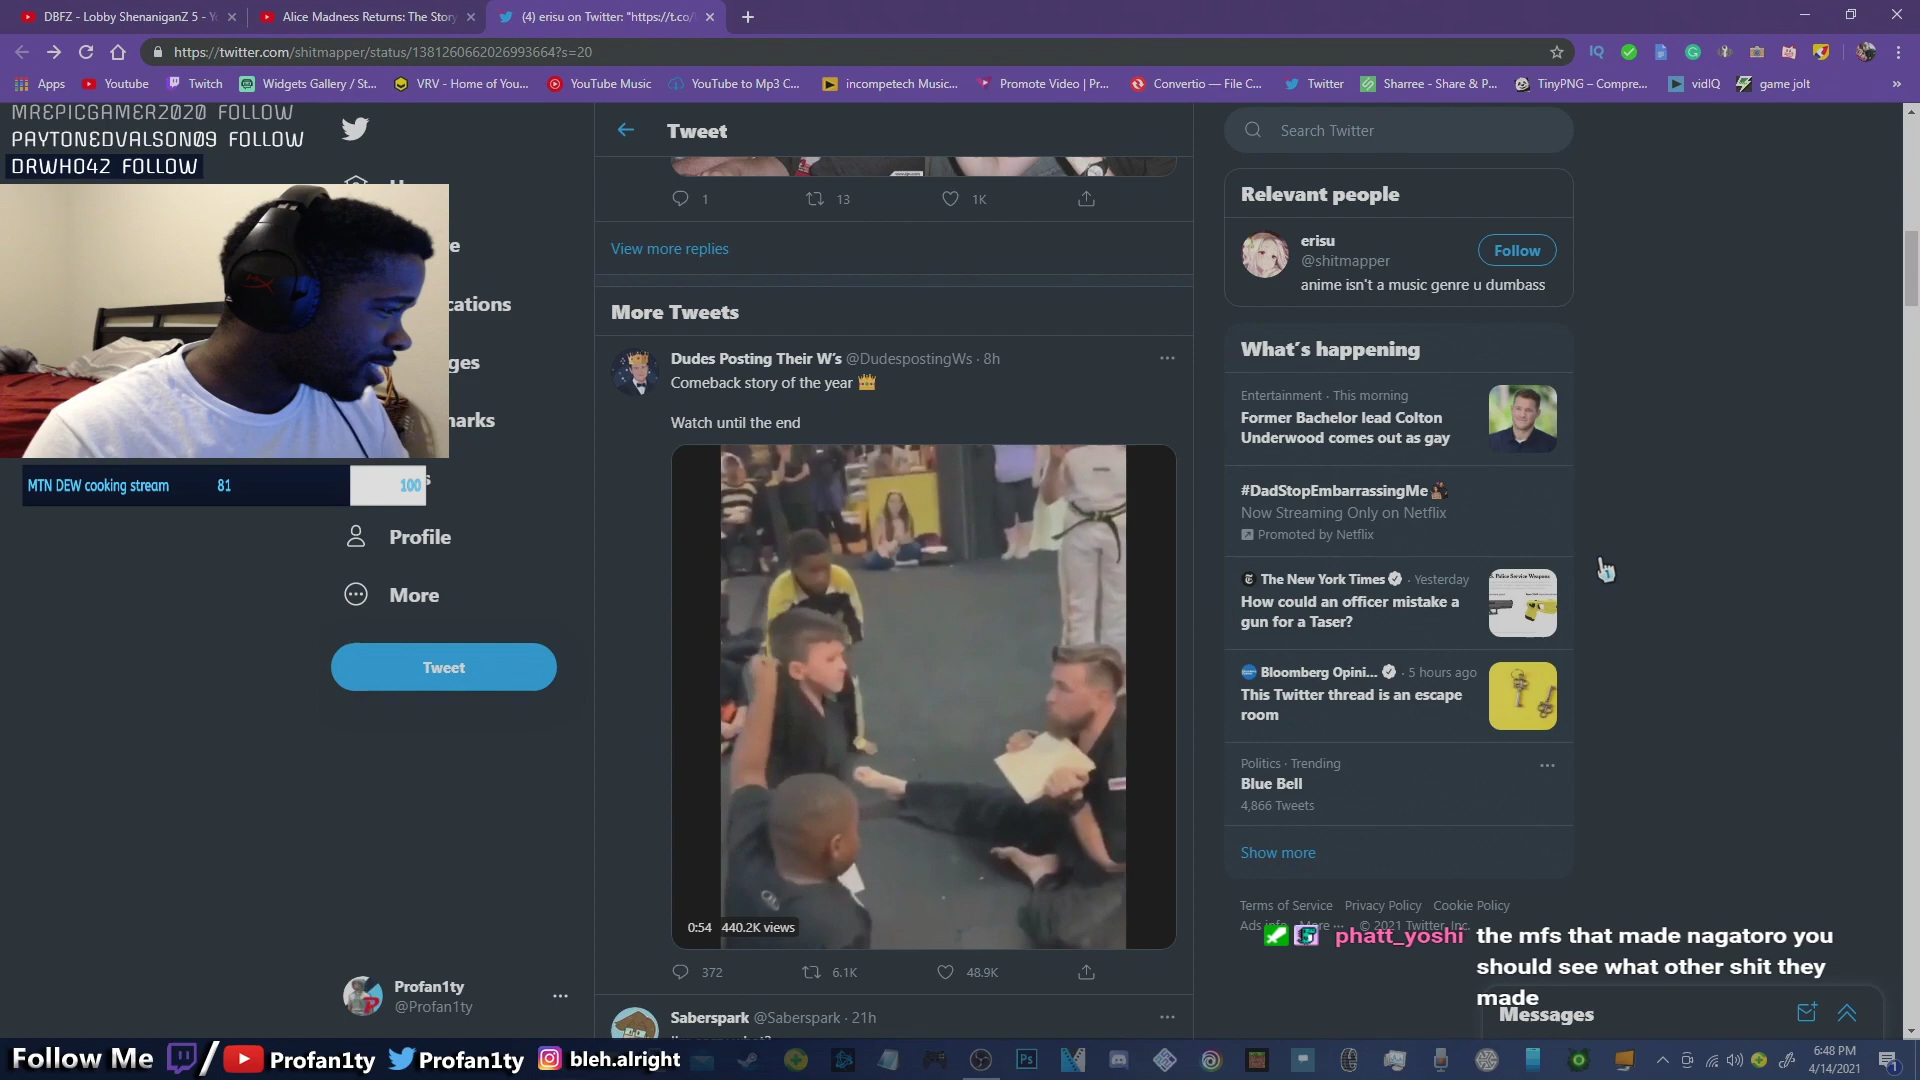 DBFZ - Lobby ShenaniganZ 5 - Y
Alice Madness Returns: The Story
(4) erisu on Twitter: "https://t.co/
https://twitter.com/shitmapper/status/1381260662026993664?s=20
Apps
Youtube
Twitch
Widgets Gallery / St...
VRV - Home of You...
YouTube Music
YouTube to Mp3 C...
incompetech Music...
Promote Video | Pr...
Convertio — File C...
Twitter
Sharree - Share & P...
TinyPNG – Compre...
vidIQ
game jolt
MREPICGAMER2020 FOLLOW
PAYTONEDVALSON09 FOLLOW
DRWHO42 FOLLOW
cations
ges
narks
MTN DEW cooking stream 81 100
Profile
More
Tweet
Profan1ty
@Profan1ty
Tweet
1 13 1K
View more replies
More Tweets
Dudes Posting Their W's @DudespostingWs · 8h
Comeback story of the year
Watch until the end
0:54 440.2K views
372 6.1K 48.9K
Saberspark @Saberspark · 21h
Search Twitter
Relevant people
erisu
@shitmapper
Follow
anime isn't a music genre u dumbass
What's happening
Entertainment · This morning
Former Bachelor lead Colton
Underwood comes out as gay
#DadStopEmbarrassingMe
Now Streaming Only on Netflix
Promoted by Netflix
The New York Times · Yesterday
How could an officer mistake a
gun for a Taser?
Bloomberg Opini... · 5 hours ago
This Twitter thread is an escape
room
Politics · Trending
Blue Bell
4,866 Tweets
Show more
Terms of Service Privacy Policy Cookie Policy
Ads info More ··· © 2021 Twitter, Inc.
phatt_yoshi the mfs that made nagatoro you
should see what other shit they
made
Messages
Follow Me / Profan1ty Profan1ty bleh.alright
6:48 PM
4/14/2021